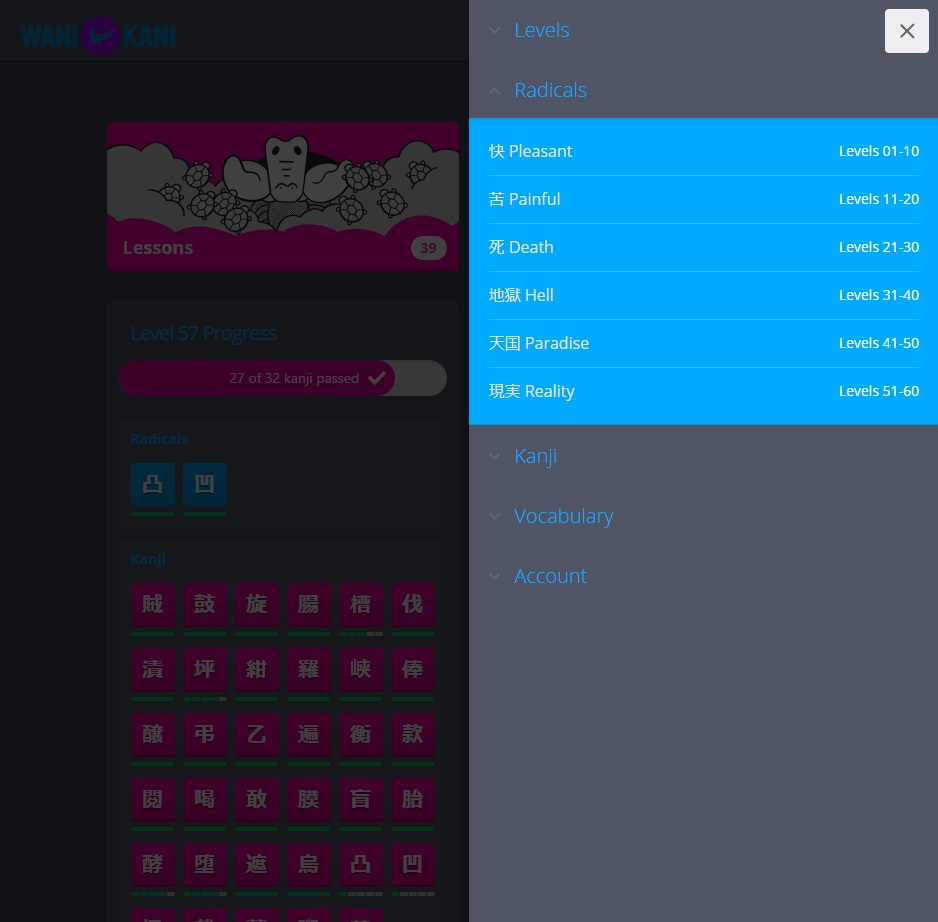 WANI KANI
Lessons
39
Level 57 Progress
27 of 32 kanji passed
Radicals
凸 凹
Kanji
賊 鼓 旋 腸 槽 伐
漬 坪 紺 羅 峡 俸
醸 弔 乙 遍 衡 款
閲 喝 敢 膜 盲 胎
酵 堕 遮 烏 凸 凹
Levels
Radicals
快 Pleasant Levels 01-10
苦 Painful Levels 11-20
死 Death Levels 21-30
地獄 Hell Levels 31-40
天国 Paradise Levels 41-50
現実 Reality Levels 51-60
Kanji
Vocabulary
Account